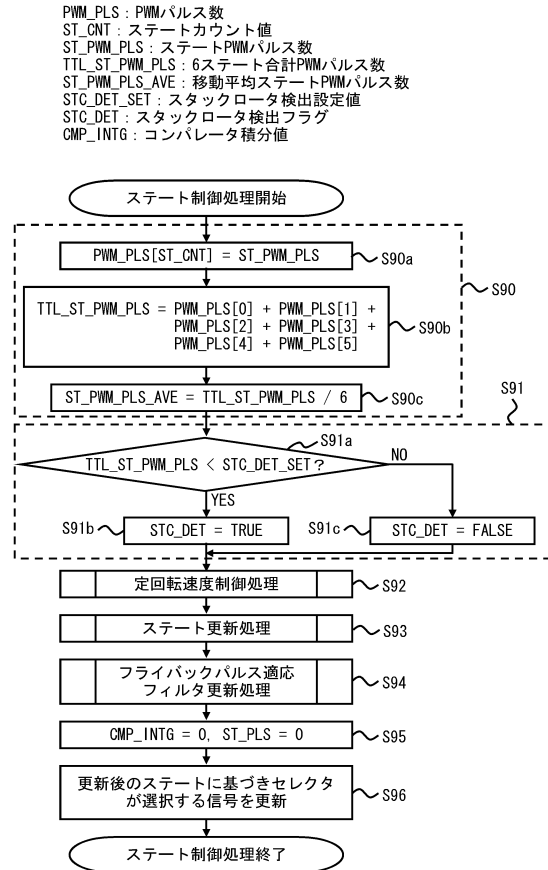 PWM_PLS：PWMパルス数
ST_CNT：ステートカウント値
ST_PWM_PLS：ステートPWMパルス数
TTL_ST_PWM_PLS：6ステート合計PWMパルス数
ST_PWM_PLS_AVE：移動平均ステートPWMパルス数
STC_DET_SET：スタックロータ検出設定値
STC_DET：スタックロータ検出フラグ
CMP_INTG：コンパレータ積分値
ステート制御処理開始
PWM_PLS[ST_CNT] = ST_PWM_PLS
S90a
S90
TTL_ST_PWM_PLS = PWM_PLS[0] + PWM_PLS[1] +
PWM_PLS[2] + PWM_PLS[3] +
PWM_PLS[4] + PWM_PLS[5]
S90b
ST_PWM_PLS_AVE = TTL_ST_PWM_PLS / 6
S90c
S91
S91a
TTL_ST_PWM_PLS < STC_DET_SET？
NO
YES
S91b
STC_DET = TRUE
S91c
STC_DET = FALSE
定回転速度制御処理
S92
ステート更新処理
S93
フライバックパルス適応
フィルタ更新処理
S94
CMP_INTG = 0, ST_PLS = 0
S95
更新後のステートに基づきセレクタ
が選択する信号を更新
S96
ステート制御処理終了